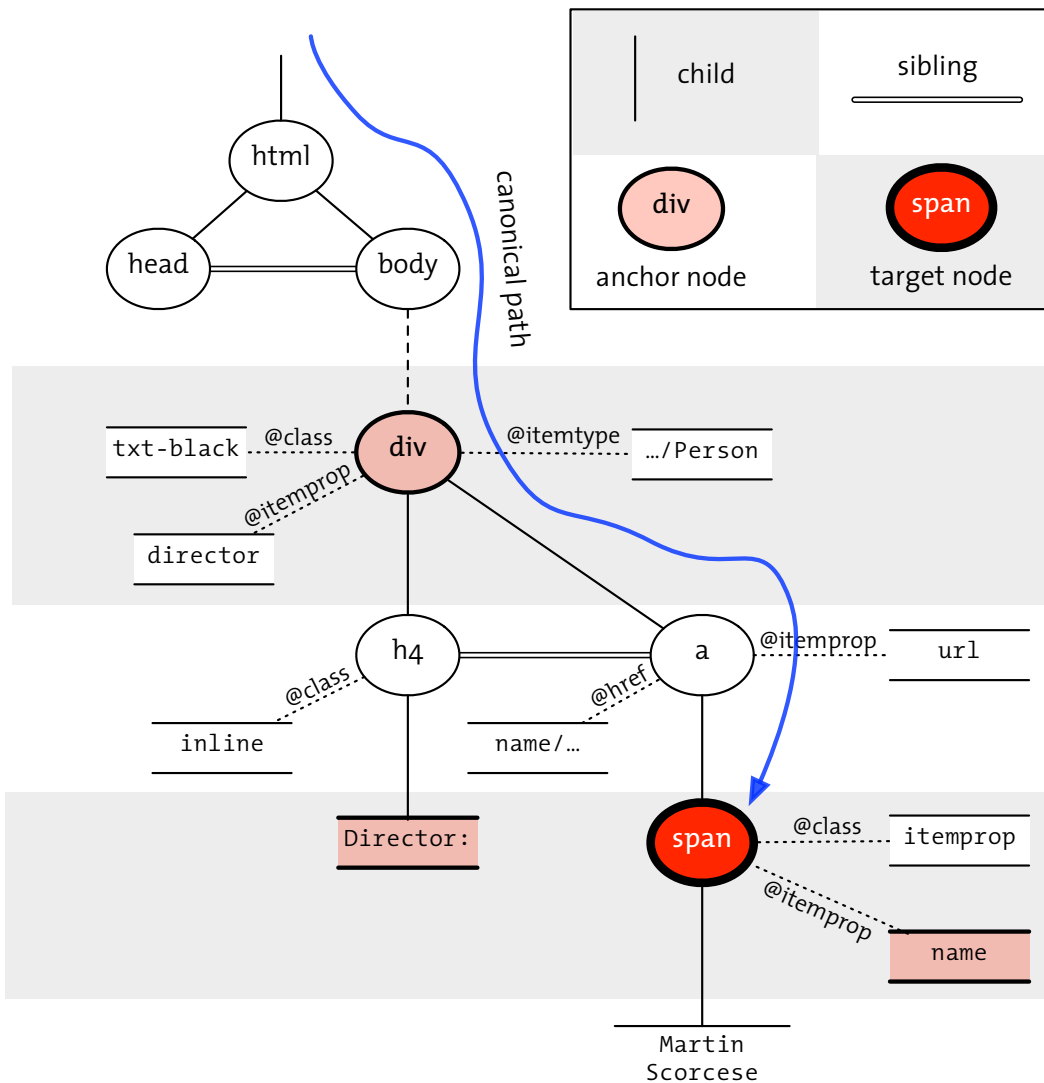 child
sibling
html
canonical path
div
span
head
body
anchor node
target node
txt-black
@class
div
@itemtype
…/Person
@itemprop
director
h4
a
@itemprop
url
@class
@href
inline
name/…
Director:
span
@class
itemprop
@itemprop
name
Martin
Scorcese